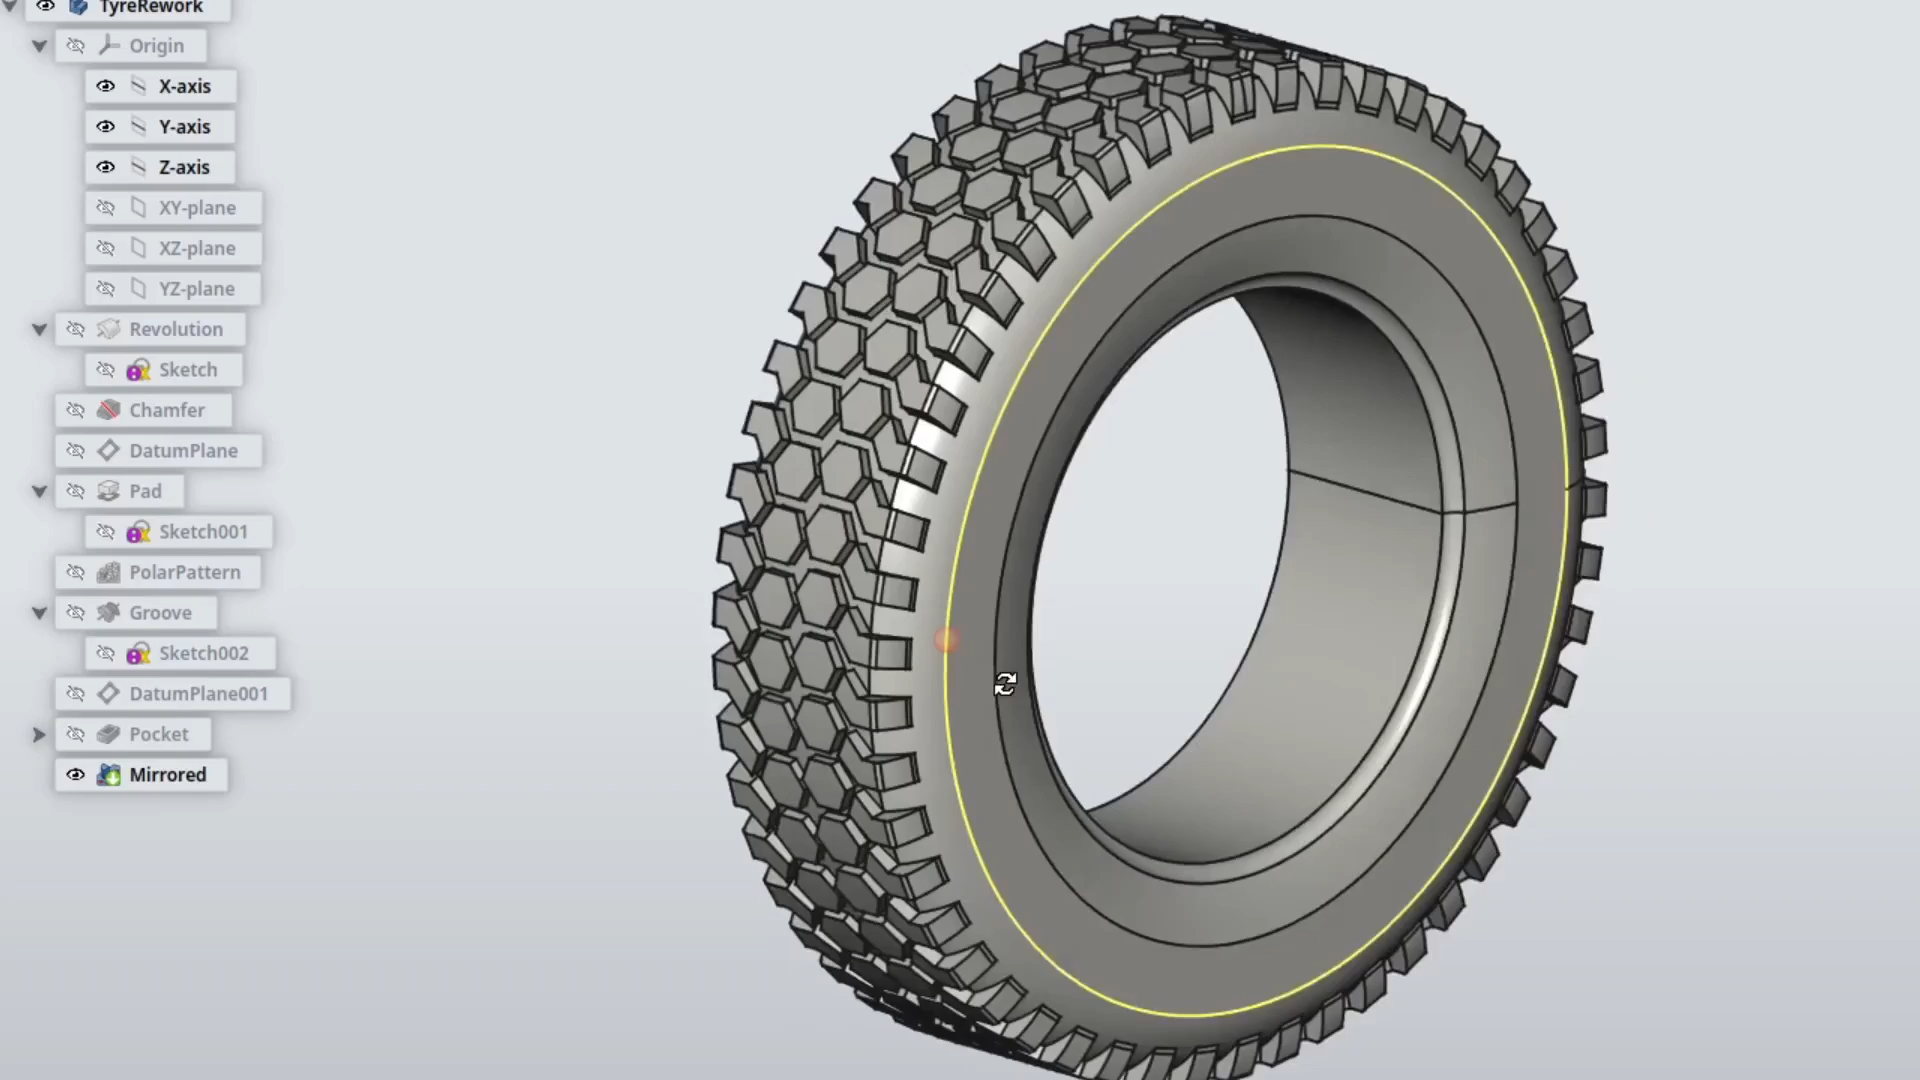 TyreRework
Origin
X-axis
Y-axis
Z-axis
XY-plane
XZ-plane
YZ-plane
Revolution
Sketch
Chamfer
DatumPlane
Pad
Sketch001
PolarPattern
Groove
Sketch002
DatumPlane001
Pocket
Mirrored